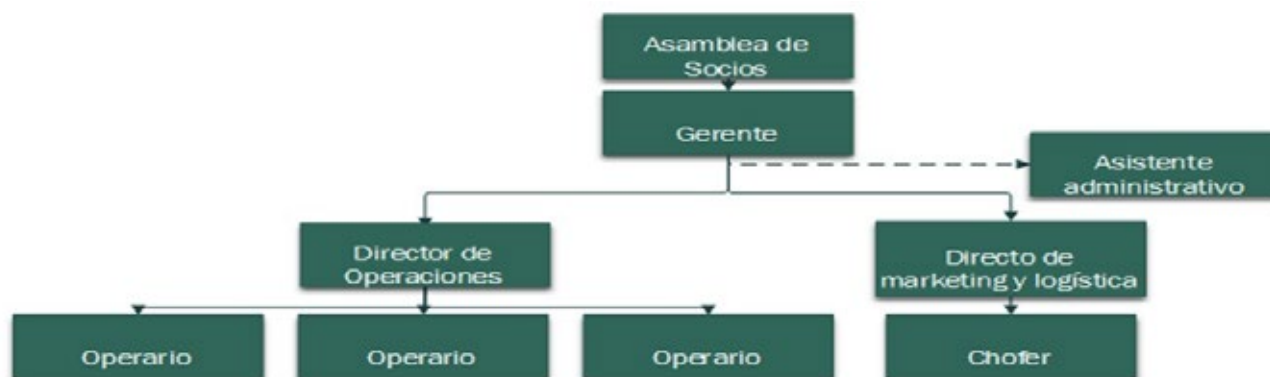 Asamblea de
Socios
Gerente
Asistente
administrativo
Director de
Operaciones
Directo de
marketing y logística
Operario
Operario
Operario
Chofer